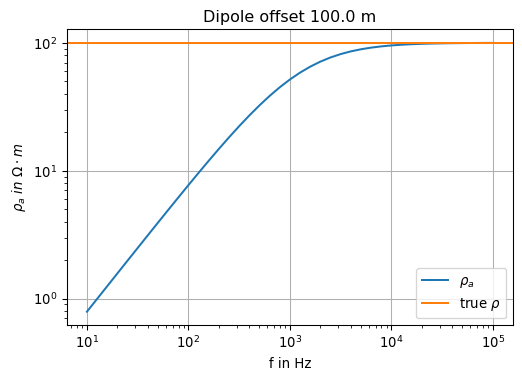 Dipole offset 100.0 m
ρₐ in Ω · m
10²
10¹
10⁰
10¹ 10² 10³ 10⁴ 10⁵
f in Hz
ρₐ
true ρ